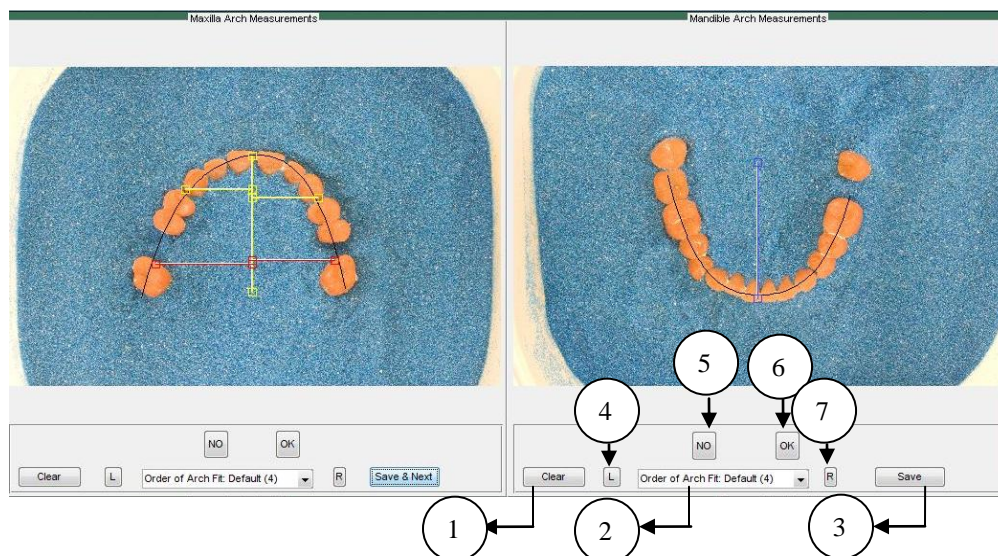 Maxilla Arch Measurements
Mandible Arch Measurements
5
6
4
7
NO
OK
NO
OK
Clear
L
Order of Arch Fit: Default (4)
R
Save & Next
Clear
L
Order of Arch Fit: Default (4)
R
Save
1
2
3